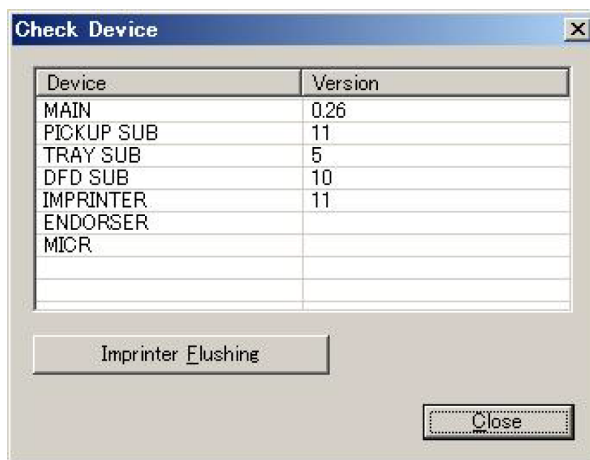 Check Device
Device Version
MAIN 0.26
PICKUP SUB 11
TRAY SUB 5
DFD SUB 10
IMPRINTER 11
ENDORSER
MICR
Imprinter Flushing
Close